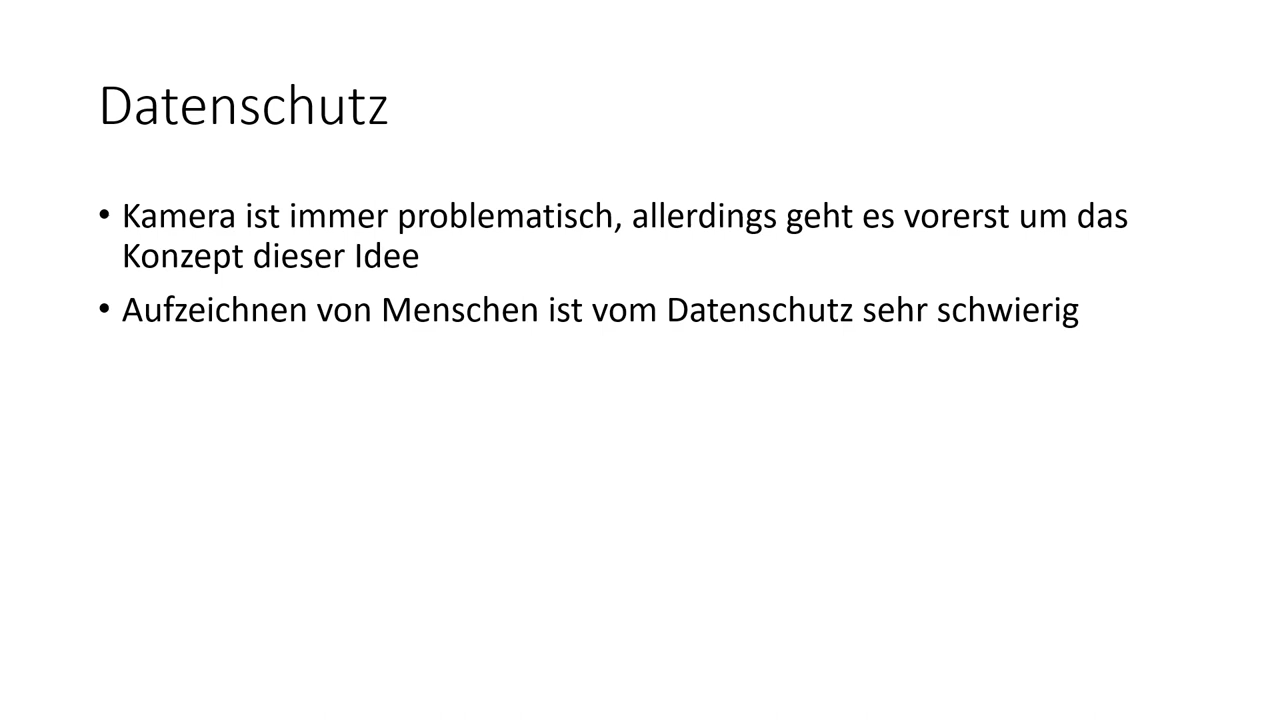 Datenschutz
• Kamera ist immer problematisch, allerdings geht es vorerst um das
Konzept dieser Idee
• Aufzeichnen von Menschen ist vom Datenschutz sehr schwierig